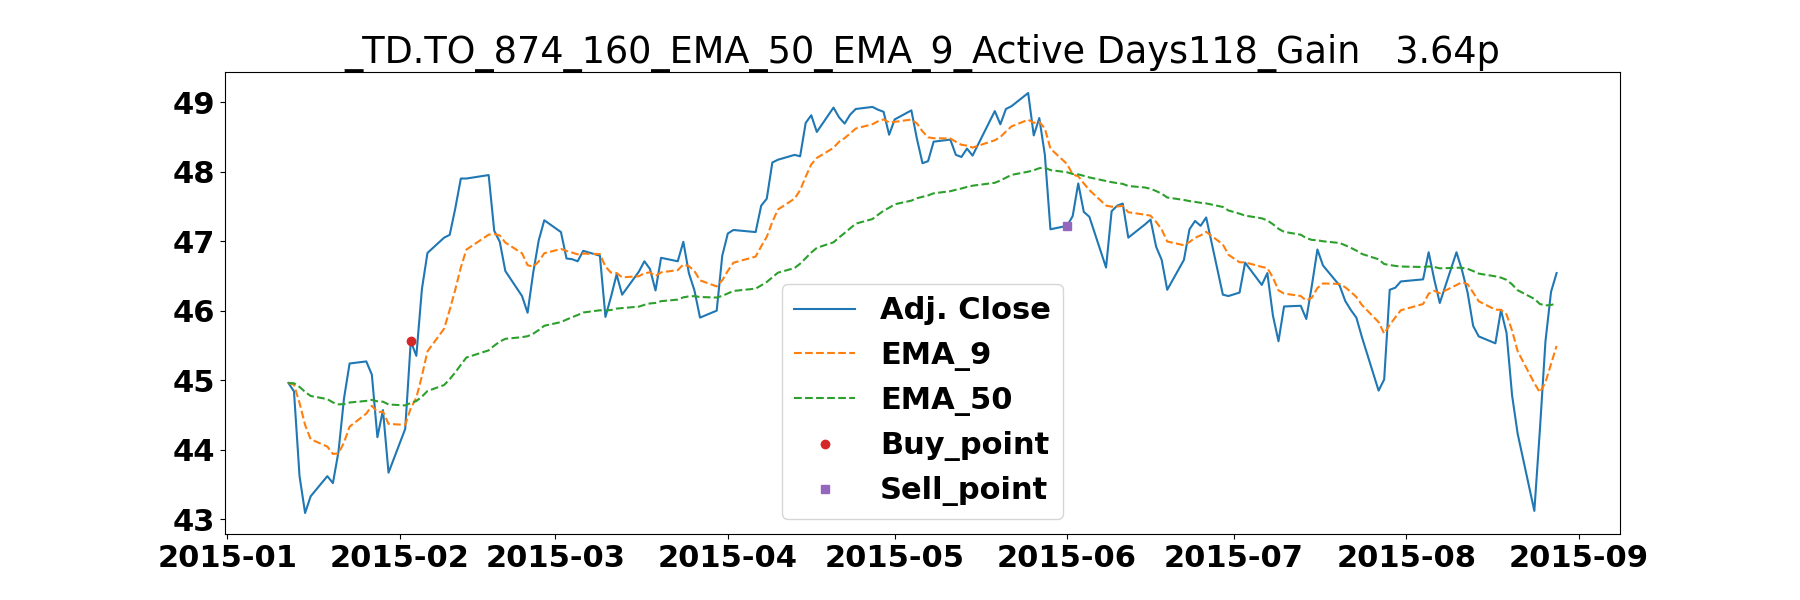 _TD.TO_874_160_EMA_50_EMA_9_Active Days118_Gain   3.64p
49
48
47
46
45
44
43
Adj. Close
EMA_9
EMA_50
Buy_point
Sell_point
2015-01 2015-02 2015-03 2015-04 2015-05 2015-06 2015-07 2015-08 2015-09